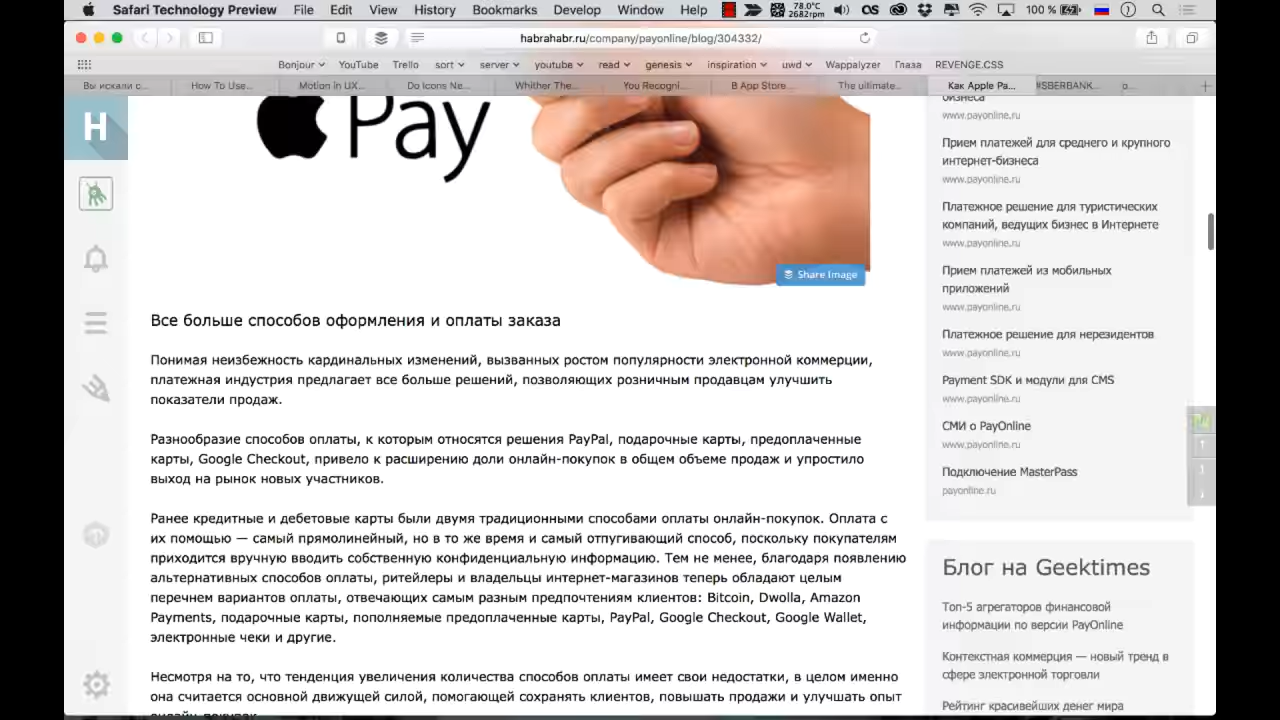 Safari Technology Preview File Edit View History Bookmarks Develop Window Help 78.0°C 2682rpm 100 %
habrahabr.ru/company/payonline/blog/304332/
Bonjour YouTube Trello sort server youtube read genesis inspiration uwd Wappalyzer Глаза REVENGE.CSS
Вы искали с... How To Use... Motion in UX... Do Icons Ne... Whither The... You Recogni... В App Store... The ultimate... Как Apple Pa... #SBERBANK... о...
H
Pay
Share Image
Все больше способов оформления и оплаты заказа
Понимая неизбежность кардинальных изменений, вызванных ростом популярности электронной коммерции,
платежная индустрия предлагает все больше решений, позволяющих розничным продавцам улучшить
показатели продаж.
Разнообразие способов оплаты, к которым относятся решения PayPal, подарочные карты, предоплаченные
карты, Google Checkout, привело к расширению доли онлайн-покупок в общем объеме продаж и упростило
выход на рынок новых участников.
Ранее кредитные и дебетовые карты были двумя традиционными способами оплаты онлайн-покупок. Оплата с
их помощью — самый прямолинейный, но в то же время и самый отпугивающий способ, поскольку покупателям
приходится вручную вводить собственную конфиденциальную информацию. Тем не менее, благодаря появлению
альтернативных способов оплаты, ритейлеры и владельцы интернет-магазинов теперь обладают целым
перечнем вариантов оплаты, отвечающих самым разным предпочтениям клиентов: Bitcoin, Dwolla, Amazon
Payments, подарочные карты, пополняемые предоплаченные карты, PayPal, Google Checkout, Google Wallet,
электронные чеки и другие.
Несмотря на то, что тенденция увеличения количества способов оплаты имеет свои недостатки, в целом именно
она считается основной движущей силой, помогающей сохранять клиентов, повышать продажи и улучшать опыт
онлайн-покупок.
бизнеса
www.payonline.ru
Прием платежей для среднего и крупного
интернет-бизнеса
www.payonline.ru
Платежное решение для туристических
компаний, ведущих бизнес в Интернете
www.payonline.ru
Прием платежей из мобильных
приложений
www.payonline.ru
Платежное решение для нерезидентов
www.payonline.ru
Payment SDK и модули для CMS
www.payonline.ru
СМИ о PayOnline
www.payonline.ru
Подключение MasterPass
payonline.ru
Блог на Geektimes
Топ-5 агрегаторов финансовой
информации по версии PayOnline
Контекстная коммерция — новый тренд в
сфере электронной торговли
Рейтинг красивейших денег мира